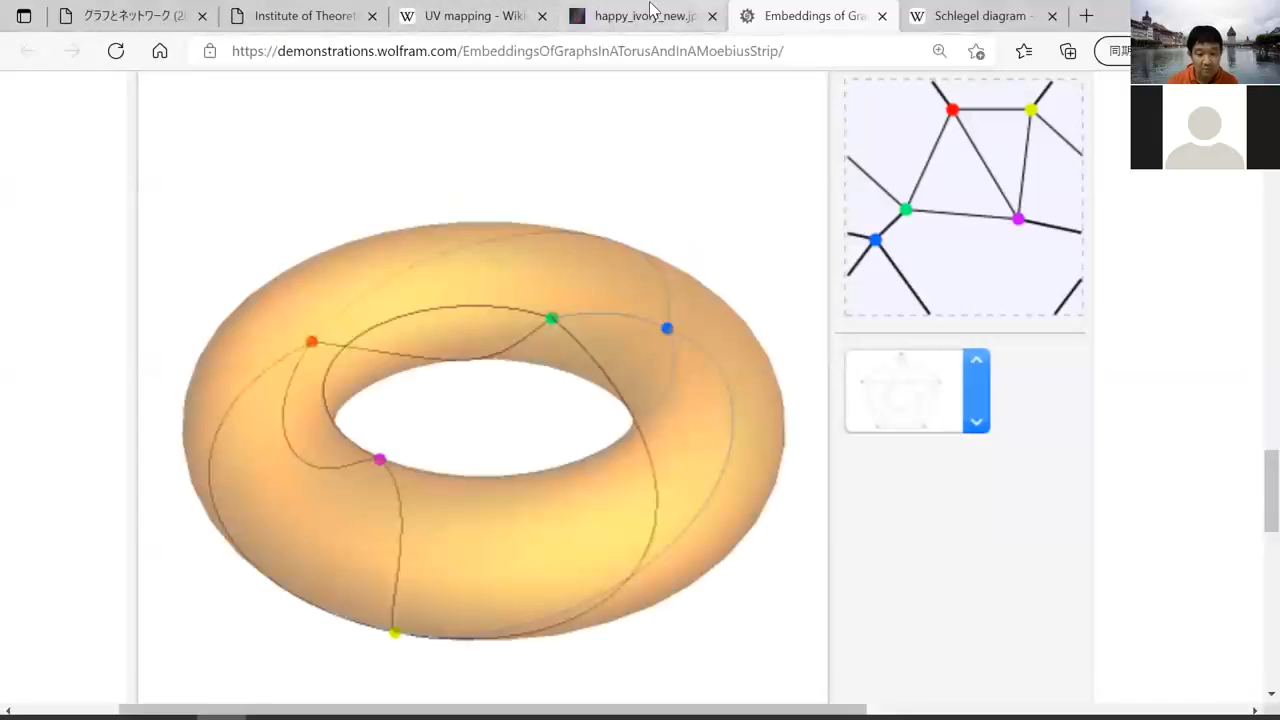 グラフとネットワーク (2
Institute of Theoret
UV mapping - Wiki
happy_ivory_new.jp
Embeddings of Gra
Schlegel diagram -
https://demonstrations.wolfram.com/EmbeddingsOfGraphsInATorusAndInAMoebiusStrip/
同期